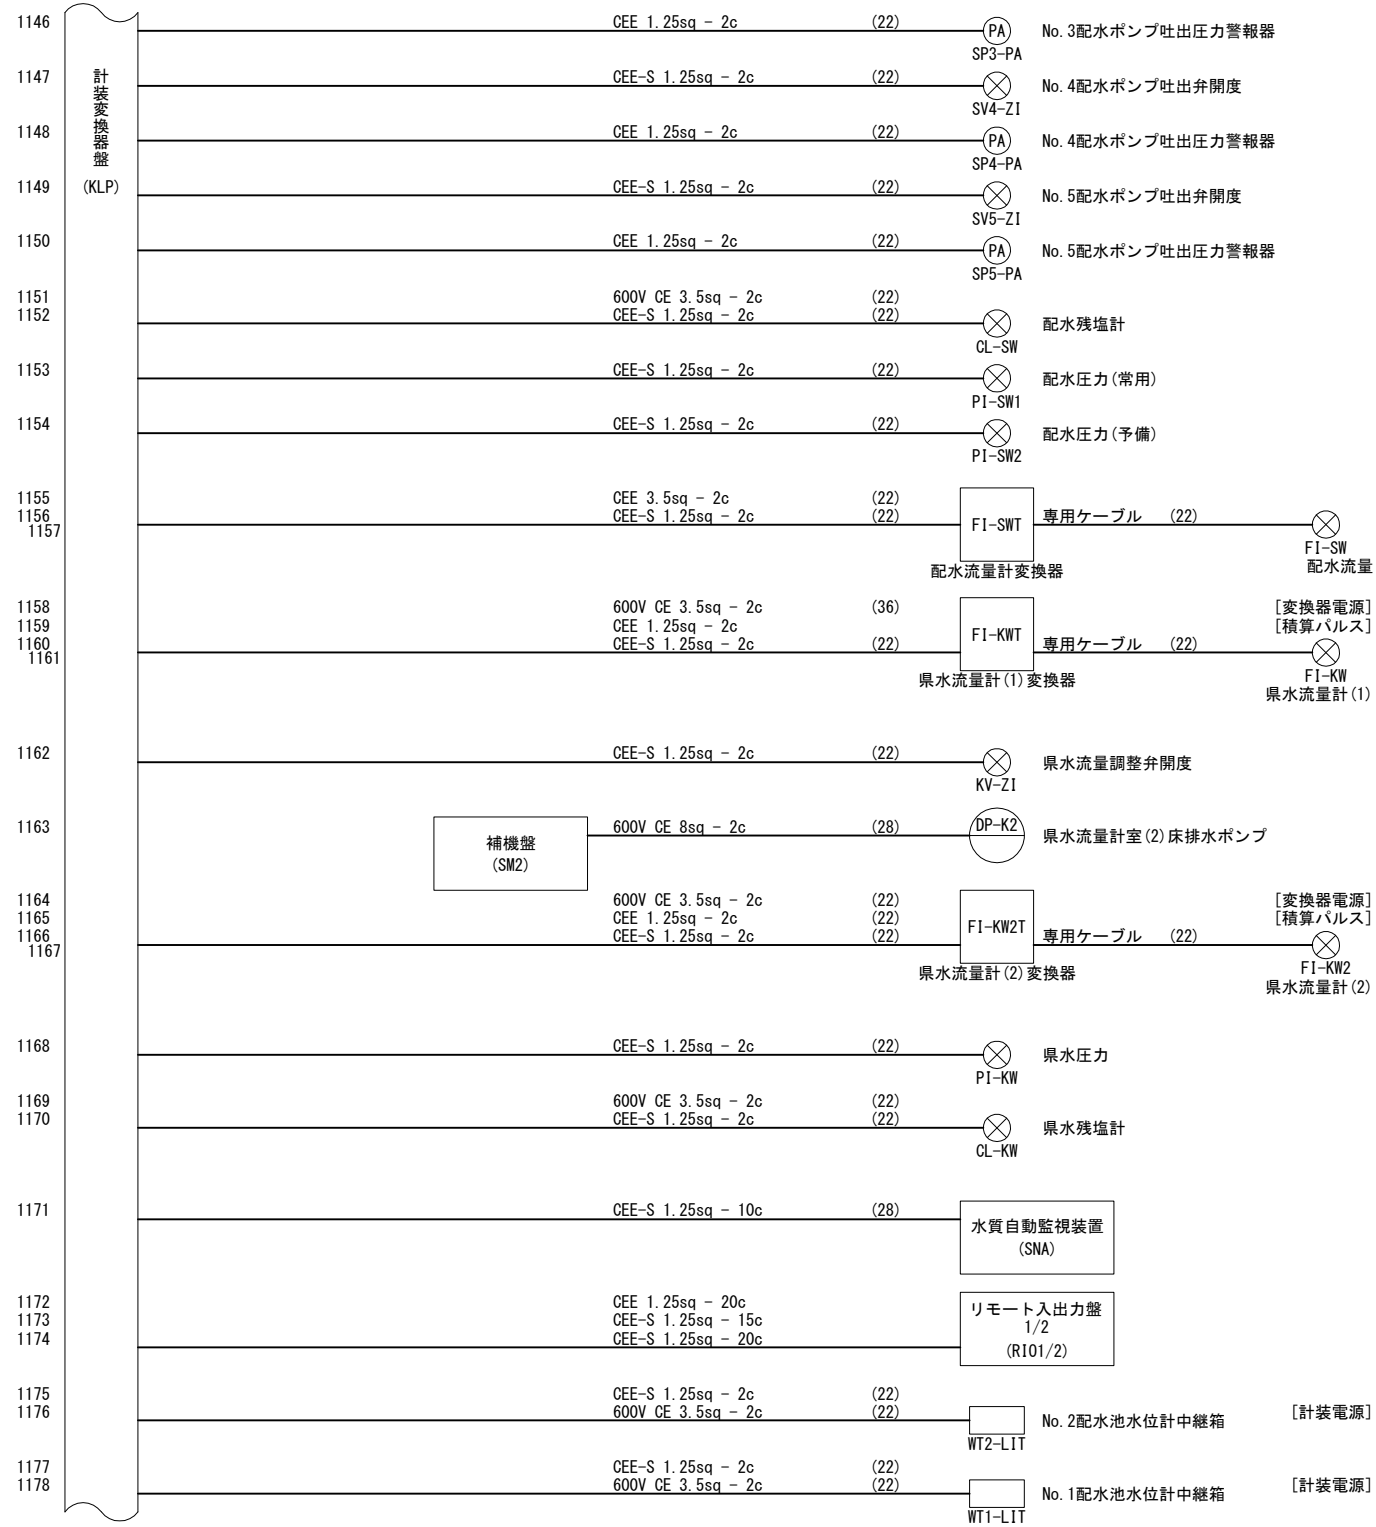 1146 CEE 1.25sq - 2c (22) PA No.3配水ポンプ吐出圧力警報器
SP3-PA
1147 CEE-S 1.25sq - 2c (22) No.4配水ポンプ吐出弁開度
SV4-ZI
計装変換器盤
(KLP)
1148 CEE 1.25sq - 2c (22) PA No.4配水ポンプ吐出圧力警報器
SP4-PA
1149 CEE-S 1.25sq - 2c (22) No.5配水ポンプ吐出弁開度
SV5-ZI
1150 CEE 1.25sq - 2c (22) PA No.5配水ポンプ吐出圧力警報器
SP5-PA
1151 600V CE 3.5sq - 2c (22)
1152 CEE-S 1.25sq - 2c (22) 配水残塩計
CL-SW
1153 CEE-S 1.25sq - 2c (22) 配水圧力(常用)
PI-SW1
1154 CEE-S 1.25sq - 2c (22) 配水圧力(予備)
PI-SW2
1155 CEE 3.5sq - 2c (22)
1156 CEE-S 1.25sq - 2c (22) FI-SWT 専用ケーブル (22)
1157
FI-SW
配水流量計変換器 配水流量
1158 600V CE 3.5sq - 2c (36) [変換器電源]
1159 CEE 1.25sq - 2c FI-KWT [積算パルス]
1160 CEE-S 1.25sq - 2c (22) 専用ケーブル (22)
1161
県水流量計(1)変換器 FI-KW
県水流量計(1)
1162 CEE-S 1.25sq - 2c (22) 県水流量調整弁開度
KV-ZI
1163 600V CE 8sq - 2c (28) DP-K2 県水流量計室(2)床排水ポンプ
補機盤
(SM2)
1164 600V CE 3.5sq - 2c (22) [変換器電源]
1165 CEE 1.25sq - 2c (22) FI-KW2T [積算パルス]
1166 CEE-S 1.25sq - 2c (22) 専用ケーブル (22)
1167
県水流量計(2)変換器 FI-KW2
県水流量計(2)
1168 CEE-S 1.25sq - 2c (22) 県水圧力
PI-KW
1169 600V CE 3.5sq - 2c (22)
1170 CEE-S 1.25sq - 2c (22) 県水残塩計
CL-KW
1171 CEE-S 1.25sq - 10c (28) 水質自動監視装置
(SNA)
1172 CEE 1.25sq - 20c リモート入出力盤
1173 CEE-S 1.25sq - 15c 1/2
1174 CEE-S 1.25sq - 20c (RIO1/2)
1175 CEE-S 1.25sq - 2c (22)
1176 600V CE 3.5sq - 2c (22) No.2配水池水位計中継箱 [計装電源]
WT2-LIT
1177 CEE-S 1.25sq - 2c (22)
1178 600V CE 3.5sq - 2c (22) No.1配水池水位計中継箱 [計装電源]
WT1-LIT